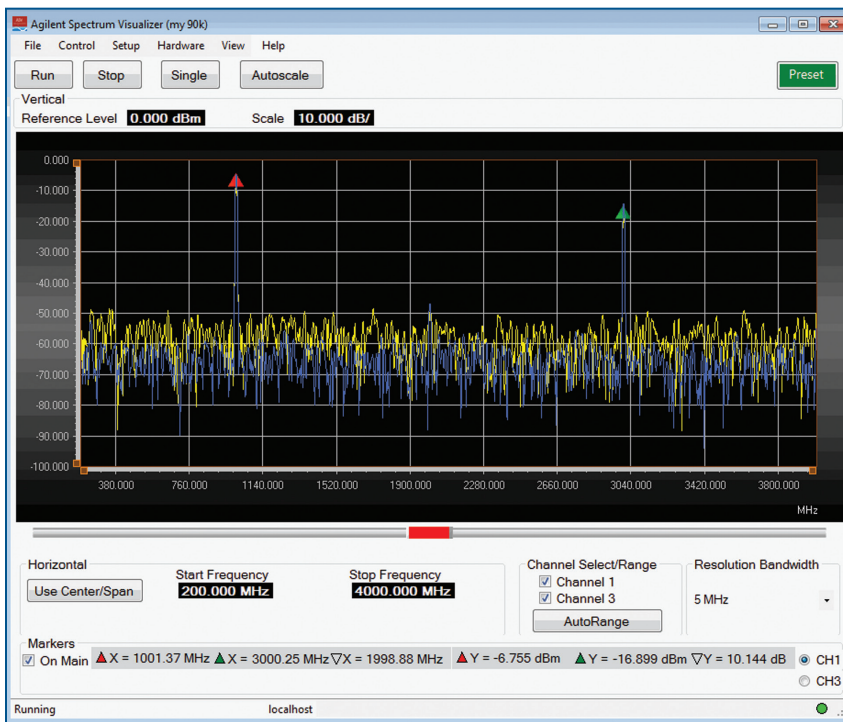 Agilent Spectrum Visualizer (my 90k)
File Control Setup Hardware View Help
Run Stop Single Autoscale Preset
Vertical
Reference Level 0.000 dBm Scale 10.000 dB/
0.000
-10.000
-20.000
-30.000
-40.000
-50.000
-60.000
-70.000
-80.000
-90.000
-100.000
380.000 760.000 1140.000 1520.000 1900.000 2280.000 2660.000 3040.000 3420.000 3800.000
MHz
Horizontal
Use Center/Span
Start Frequency
200.000 MHz
Stop Frequency
4000.000 MHz
Channel Select/Range
Channel 1
Channel 3
AutoRange
Resolution Bandwidth
5 MHz
Markers
On Main X = 1001.37 MHz X = 3000.25 MHz ▽X = 1998.88 MHz Y = -6.755 dBm Y = -16.899 dBm ▽Y = 10.144 dB CH1
CH3
Running localhost